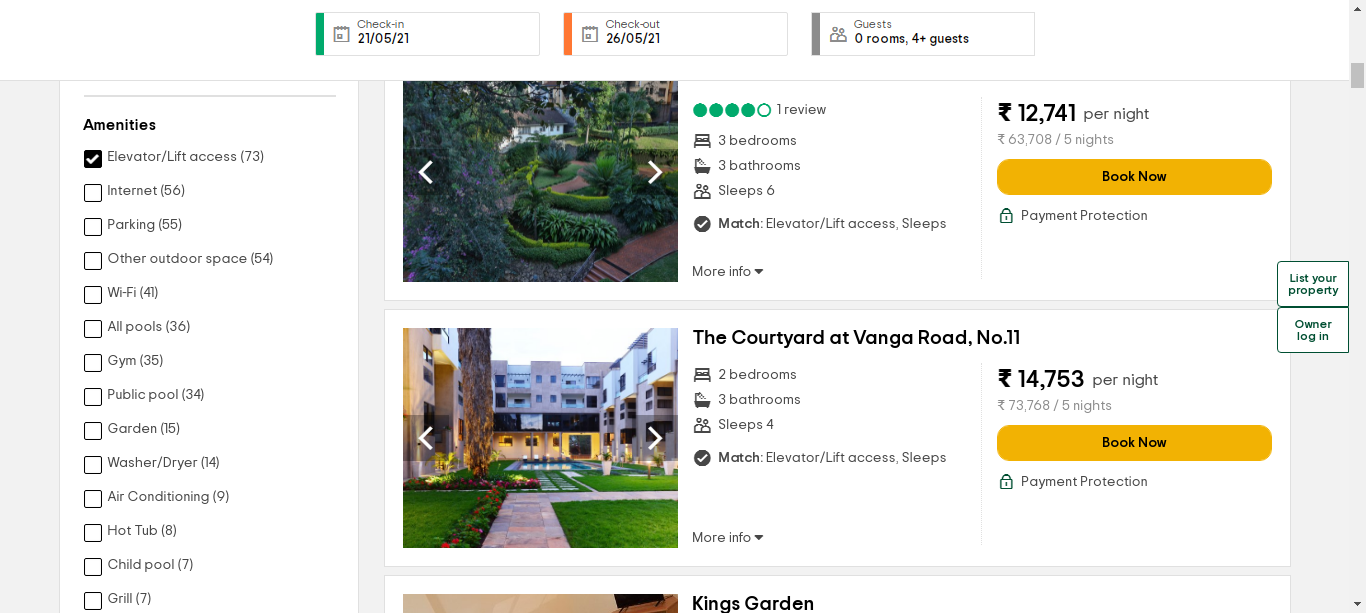 Check-in
21/05/21
Check-out
26/05/21
Guests
0 rooms, 4+ guests
Amenities
Elevator/Lift access (73)
Internet (56)
Parking (55)
Other outdoor space (54)
Wi-Fi (41)
All pools (36)
Gym (35)
Public pool (34)
Garden (15)
Washer/Dryer (14)
Air Conditioning (9)
Hot Tub (8)
Child pool (7)
Grill (7)
1 review
3 bedrooms
3 bathrooms
Sleeps 6
Match: Elevator/Lift access, Sleeps
More info
₹ 12,741 per night
₹ 63,708 / 5 nights
Book Now
Payment Protection
The Courtyard at Vanga Road, No.11
2 bedrooms
3 bathrooms
Sleeps 4
Match: Elevator/Lift access, Sleeps
More info
₹ 14,753 per night
₹ 73,768 / 5 nights
Book Now
Payment Protection
Kings Garden
List your
property
Owner
log in